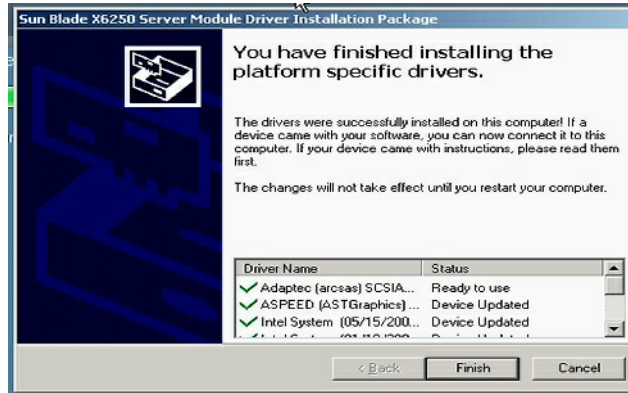 Sun Blade X6250 Server Module Driver Installation Package
You have finished installing the
platform specific drivers.
The drivers were successfully installed on this computer! If a
device came with your software, you can now connect it to this
computer. If your device came with instructions, please read them
first.
The changes will not take effect until you restart your computer.
Driver Name Status
Adaptec (arcsas) SCSIA... Ready to use
ASPEED (ASTGraphics) ... Device Updated
Intel System (05/15/200... Device Updated
< Back Finish Cancel